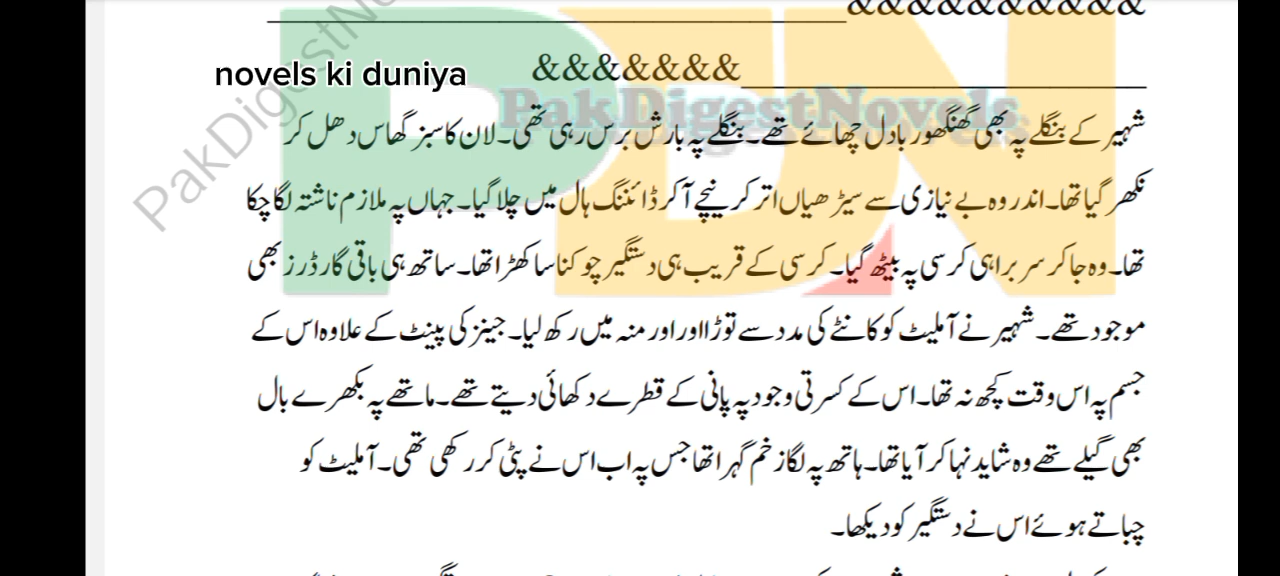 &&&&&&&&&&
novels ki duniya &&&&&&&
PakDigestNovels
شہیر کے بنگلے پہ بھی گھنگھور بادل چھائے تھے۔ بنگلے پہ بارش برس رہی تھی۔ لان کا سبز گھاس دھل کر
نکھر گیا تھا۔ اندر وہ بے نیازی سے سیڑھیاں اتر کر نیچے آ کر ڈائننگ ہال میں چلا گیا۔ جہاں پہ ملازم ناشتہ لگا چکا
تھا۔ وہ جا کر سربراہی کرسی پہ بیٹھ گیا۔ کرسی کے قریب ہی دستگیر چوکنا سا کھڑا تھا۔ ساتھ ہی باقی گارڈرز بھی
موجود تھے۔ شہیر نے آملیٹ کو کانٹے کی مدد سے توڑا اور اور منہ میں رکھ لیا۔ جینز کی پینٹ کے علاوہ اس کے
جسم پہ اس وقت کچھ نہ تھا۔ اس کے کسرتی وجود پہ پانی کے قطرے دکھائی دیتے تھے۔ ماتھے پہ بکھرے بال
بھی گیلے تھے وہ شاید نہا کر آیا تھا۔ ہاتھ پہ لگا زخم گہرا تھا جس پہ اب اس نے پٹی کر رکھی تھی۔ آملیٹ کو
چباتے ہوئے اس نے دستگیر کو دیکھا۔